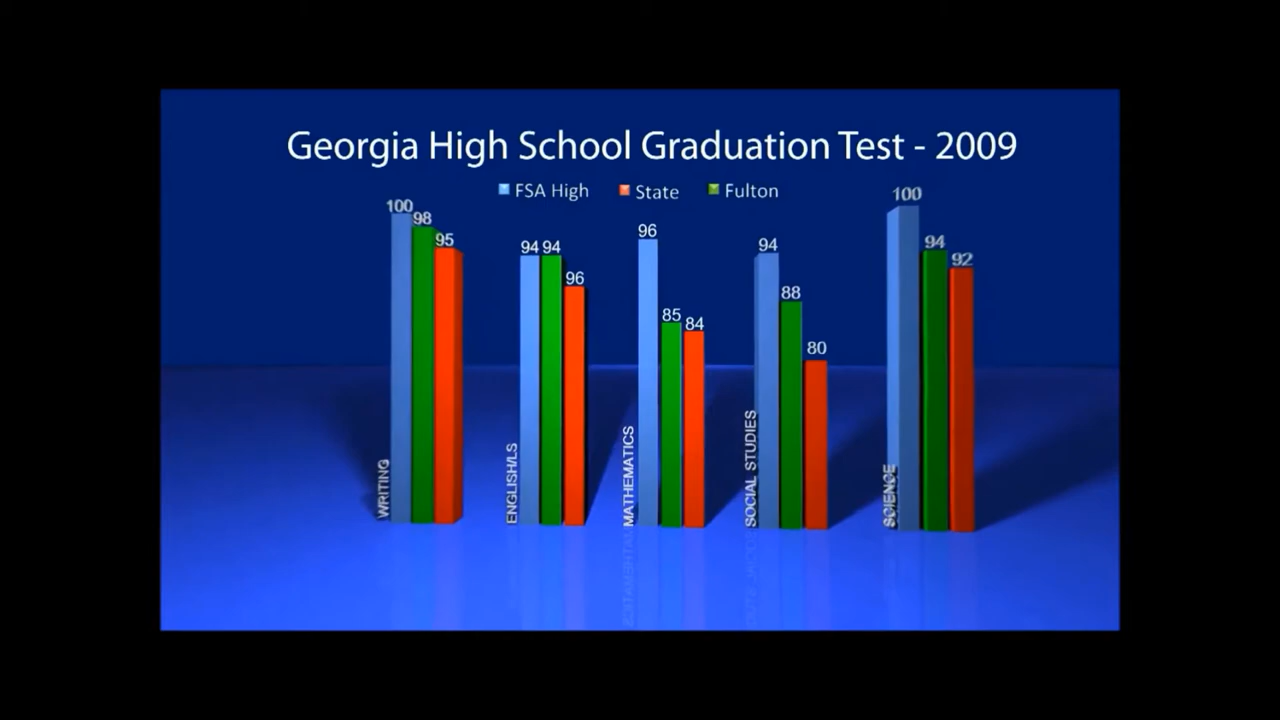 Georgia High School Graduation Test - 2009
FSA High State Fulton
100 98 95
94 94 96
96 85 84
94 88 80
100 94 92
WRITING
ENGLISH/LS
MATHEMATICS
SOCIAL STUDIES
SCIENCE